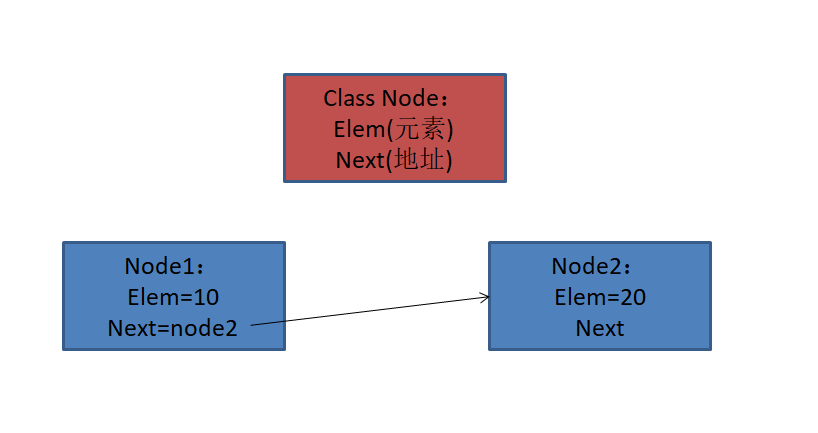 Class Node：
Elem(元素)
Next(地址)
Node1：
Elem=10
Next=node2
Node2：
Elem=20
Next